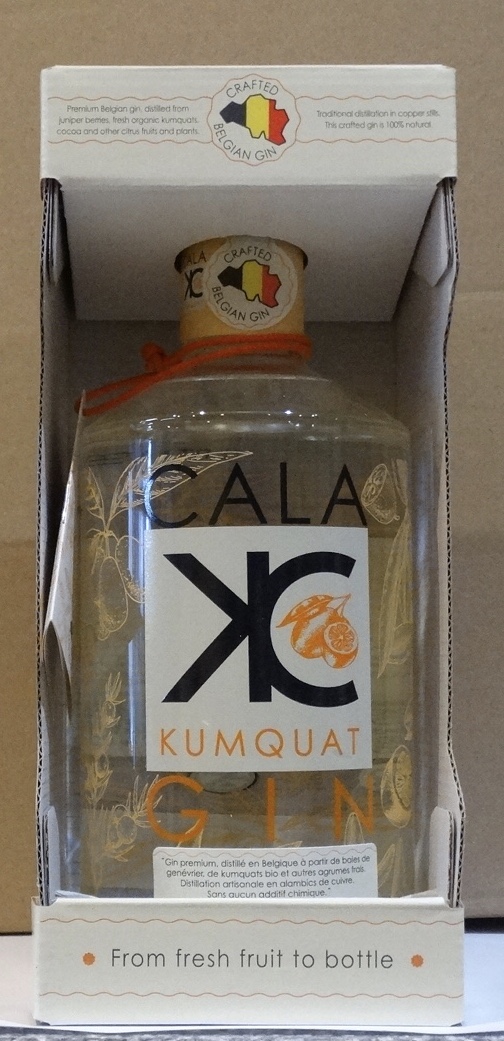 Premium Belgian gin, distilled from
juniper berries, fresh organic kumquats,
cocoa and other citrus fruits and plants.
CRAFTED
BELGIAN GIN
Traditional distillation in copper stills.
This crafted gin is 100% natural
CALA
KC
CRAFTED
BELGIAN GIN
CALA
KC
KUMQUAT
GIN
"Gin premium, distillé en Belgique à partir de baies de
genévrier, de kumquats bio et autres agrumes frais.
Distillation artisanale en alambics de cuivre.
Sans aucun additif chimique."
From fresh fruit to bottle